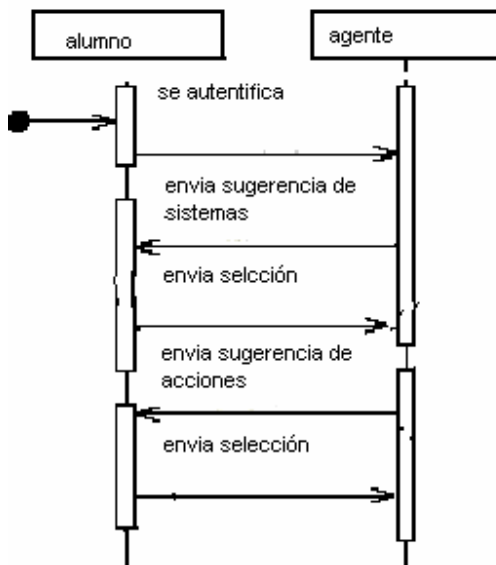 alumno
agente
se autentifica
envia sugerencia de
sistemas
envia selcción
envia sugerencia de
acciones
envia selección